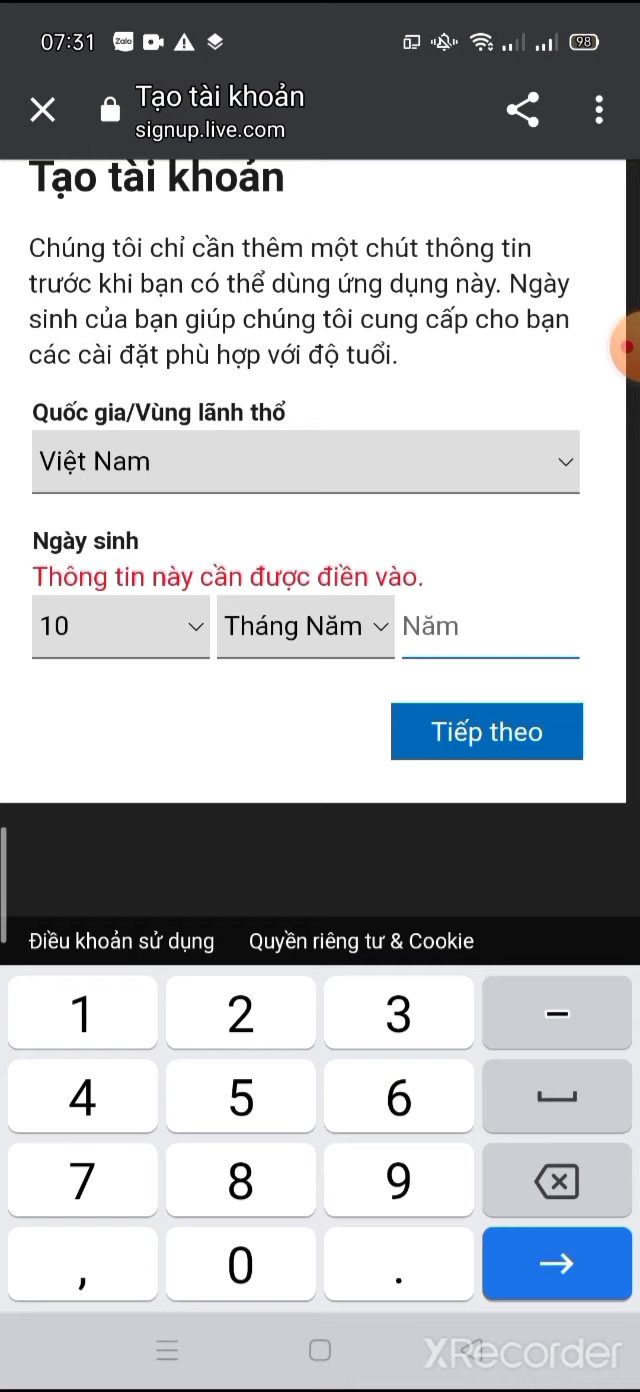 07:31 Zalo 98
Tạo tài khoản
signup.live.com
Tạo tài khoản
Chúng tôi chỉ cần thêm một chút thông tin
trước khi bạn có thể dùng ứng dụng này. Ngày
sinh của bạn giúp chúng tôi cung cấp cho bạn
các cài đặt phù hợp với độ tuổi.
Quốc gia/Vùng lãnh thổ
Việt Nam
Ngày sinh
Thông tin này cần được điền vào.
10 Tháng Năm Năm
Tiếp theo
Điều khoản sử dụng Quyền riêng tư & Cookie
1 2 3 –
4 5 6
7 8 9
, 0 .
XRecorder